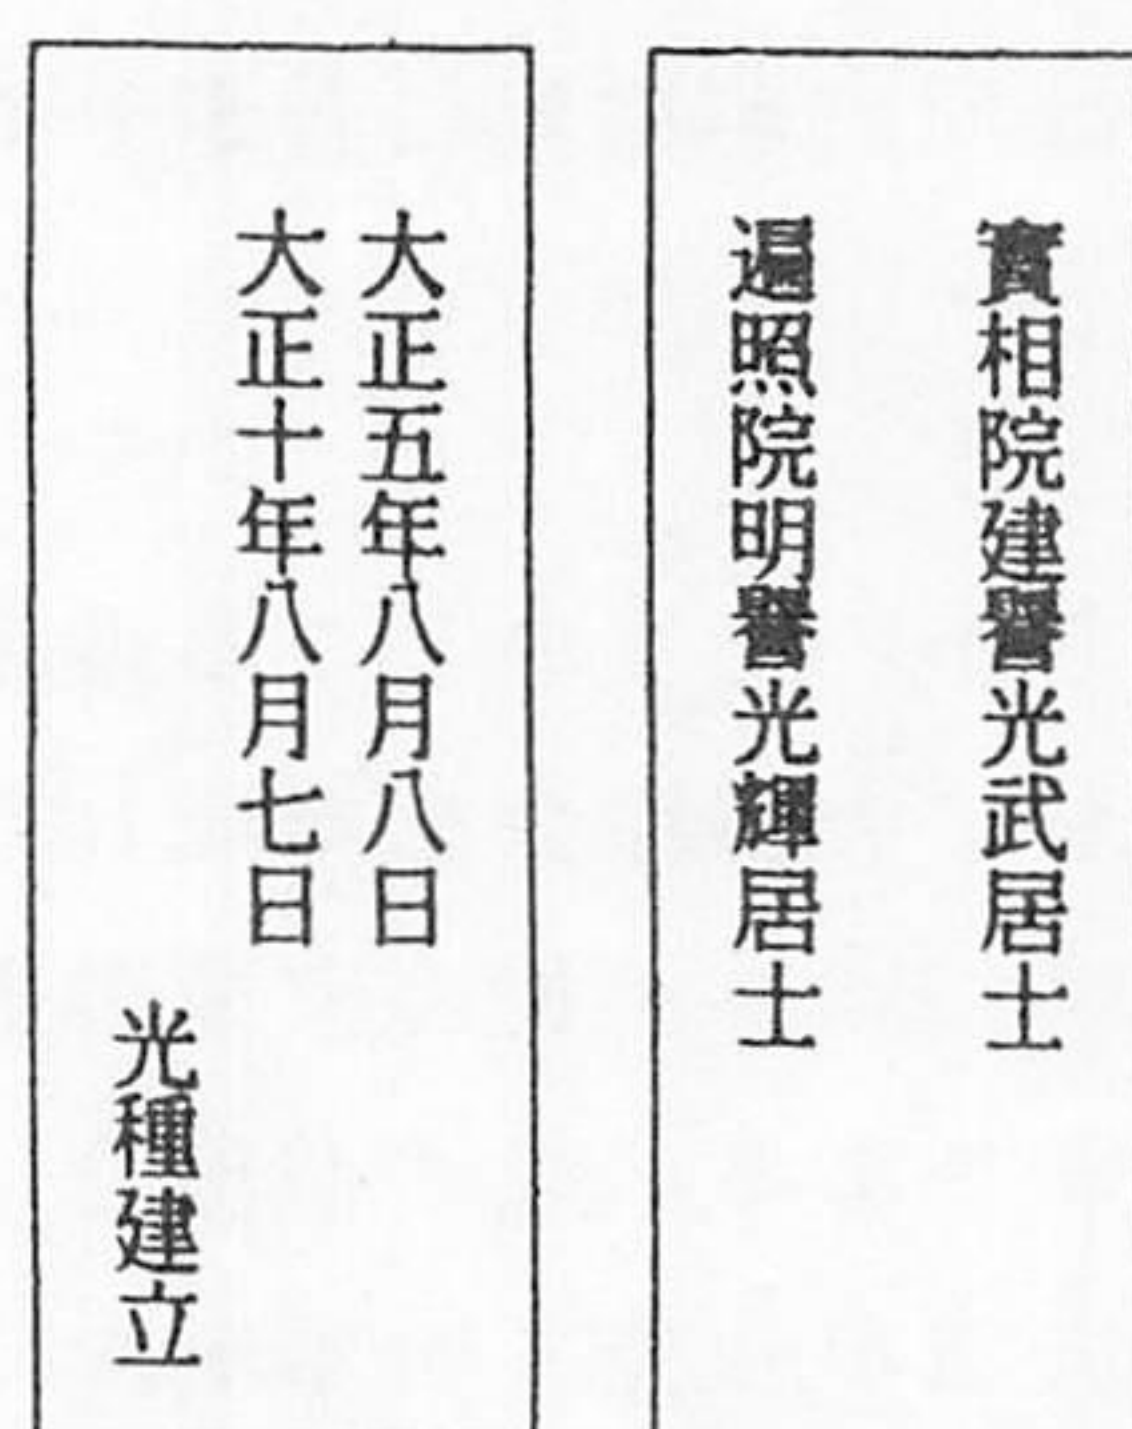 實相院建譽光武居士
遍照院明譽光輝居士
大正五年八月八日
大正十年八月七日
光種建立